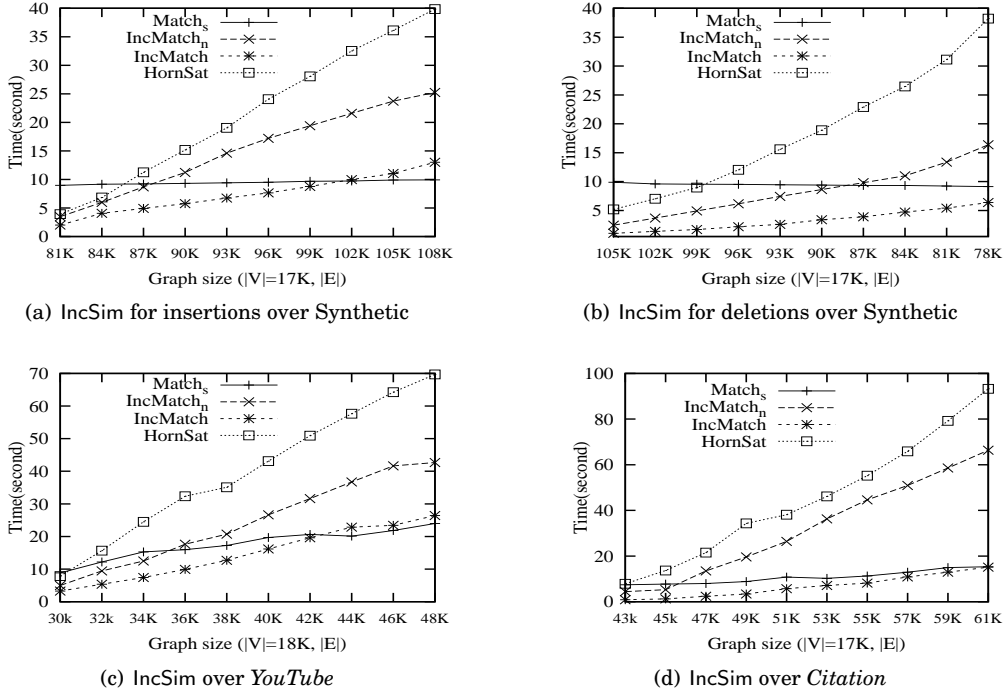 40
35
30
25
20
15
10
5
0
Time(second)
Match_s
IncMatch_n
IncMatch
HornSat
81K 84K 87K 90K 93K 96K 99K 102K 105K 108K
Graph size (|V|=17K, |E|)
(a) IncSim for insertions over Synthetic
40
35
30
25
20
15
10
5
Time(second)
Match_s
IncMatch_n
IncMatch
HornSat
105K 102K 99K 96K 93K 90K 87K 84K 81K 78K
Graph size (|V|=17K, |E|)
(b) IncSim for deletions over Synthetic
70
60
50
40
30
20
10
0
Time(second)
Match_s
IncMatch_n
IncMatch
HornSat
30k 32K 34K 36K 38K 40K 42K 44K 46K 48K
Graph size (|V|=18K, |E|)
(c) IncSim over YouTube
100
80
60
40
20
0
Time(second)
Match_s
IncMatch_n
IncMatch
HornSat
43k 45K 47K 49K 51K 53K 55K 57K 59K 61K
Graph size (|V|=17K, |E|)
(d) IncSim over Citation